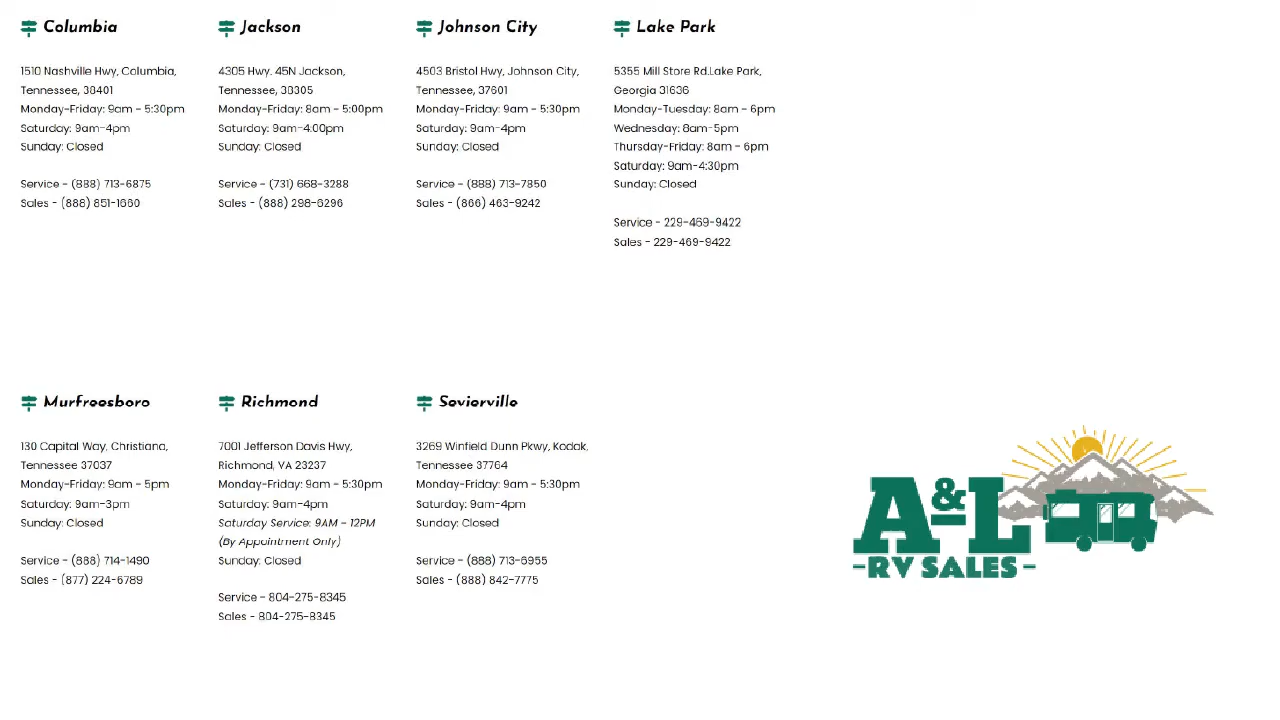 Columbia
1510 Nashville Hwy, Columbia,
Tennessee, 38401
Monday-Friday: 9am - 5:30pm
Saturday: 9am-4pm
Sunday: Closed
Service - (888) 713-6875
Sales - (888) 851-1660
Jackson
4305 Hwy. 45N Jackson,
Tennessee, 38305
Monday-Friday: 8am - 5:00pm
Saturday: 9am-4:00pm
Sunday: Closed
Service - (731) 668-3288
Sales - (888) 298-6296
Johnson City
4503 Bristol Hwy, Johnson City,
Tennessee, 37601
Monday-Friday: 9am - 5:30pm
Saturday: 9am-4pm
Sunday: Closed
Service - (888) 713-7850
Sales - (866) 463-9242
Lake Park
5355 Mill Store Rd.Lake Park,
Georgia 31636
Monday-Tuesday: 8am - 6pm
Wednesday: 8am-5pm
Thursday-Friday: 8am - 6pm
Saturday: 9am-4:30pm
Sunday: Closed
Service - 229-469-9422
Sales - 229-469-9422
Murfreesboro
130 Capital Way, Christiana,
Tennessee 37037
Monday-Friday: 9am - 5pm
Saturday: 9am-3pm
Sunday: Closed
Service - (888) 714-1490
Sales - (877) 224-6789
Richmond
7001 Jefferson Davis Hwy,
Richmond, VA 23237
Monday-Friday: 9am - 5:30pm
Saturday: 9am-4pm
Saturday Service: 9AM - 12PM
(By Appointment Only)
Sunday: Closed
Service - 804-275-8345
Sales - 804-275-8345
Sevierville
3269 Winfield Dunn Pkwy, Kodak,
Tennessee 37764
Monday-Friday: 9am - 5:30pm
Saturday: 9am-4pm
Sunday: Closed
Service - (888) 713-6955
Sales - (888) 842-7775
A&L
-RV SALES-